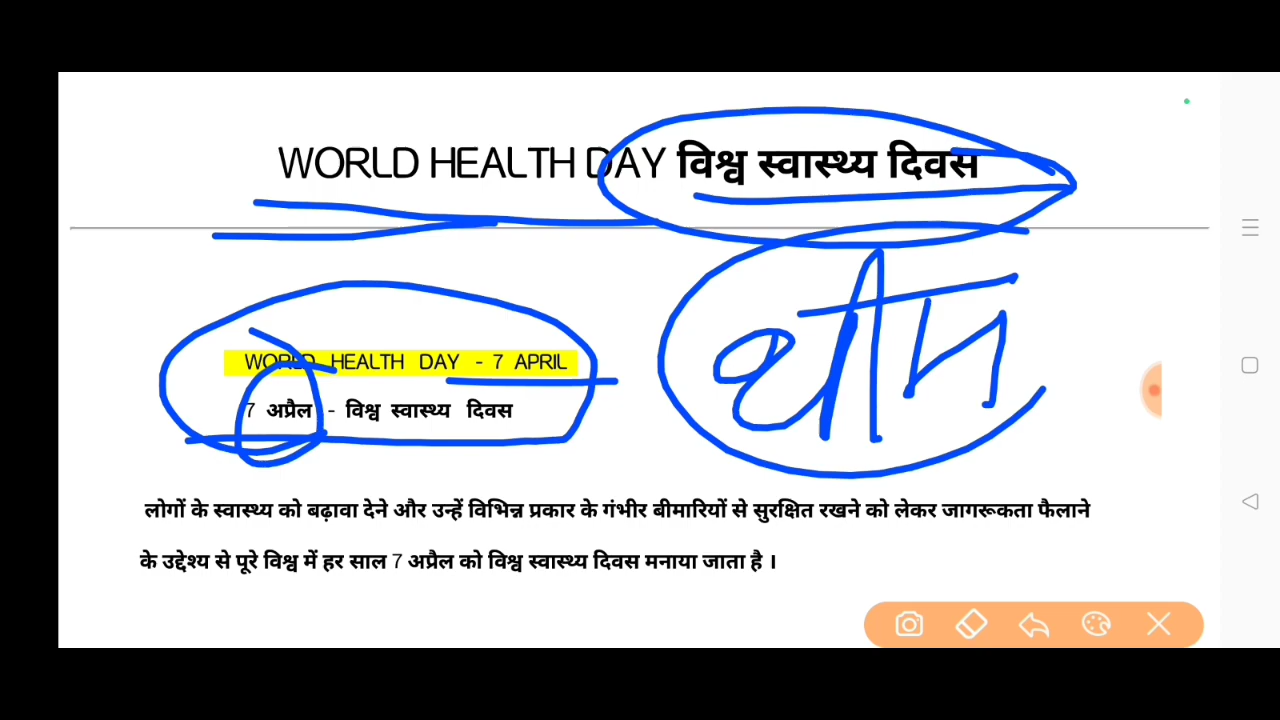 WORLD HEALTH DAY विश्व स्वास्थ्य दिवस
थीम
WORLD HEALTH DAY - 7 APRIL
7 अप्रैल - विश्व स्वास्थ्य दिवस
लोगों के स्वास्थ्य को बढ़ावा देने और उन्हें विभिन्न प्रकार के गंभीर बीमारियों से सुरक्षित रखने को लेकर जागरूकता फैलाने
के उद्देश्य से पूरे विश्व में हर साल 7 अप्रैल को विश्व स्वास्थ्य दिवस मनाया जाता है ।